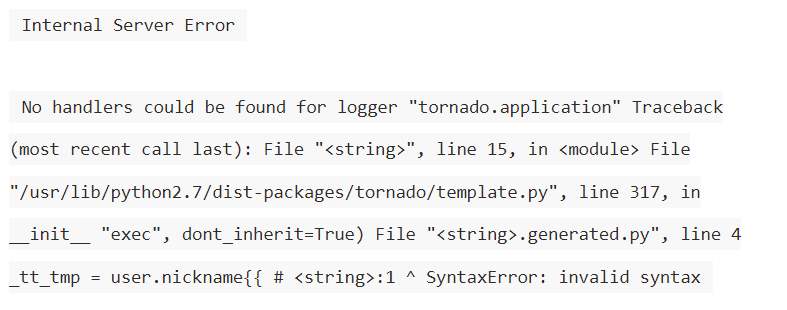 Internal Server Error
No handlers could be found for logger "tornado.application" Traceback
(most recent call last): File "<string>", line 15, in <module> File
"/usr/lib/python2.7/dist-packages/tornado/template.py", line 317, in
__init__ "exec", dont_inherit=True) File "<string>.generated.py", line 4
_tt_tmp = user.nickname{{ # <string>:1 ^ SyntaxError: invalid syntax